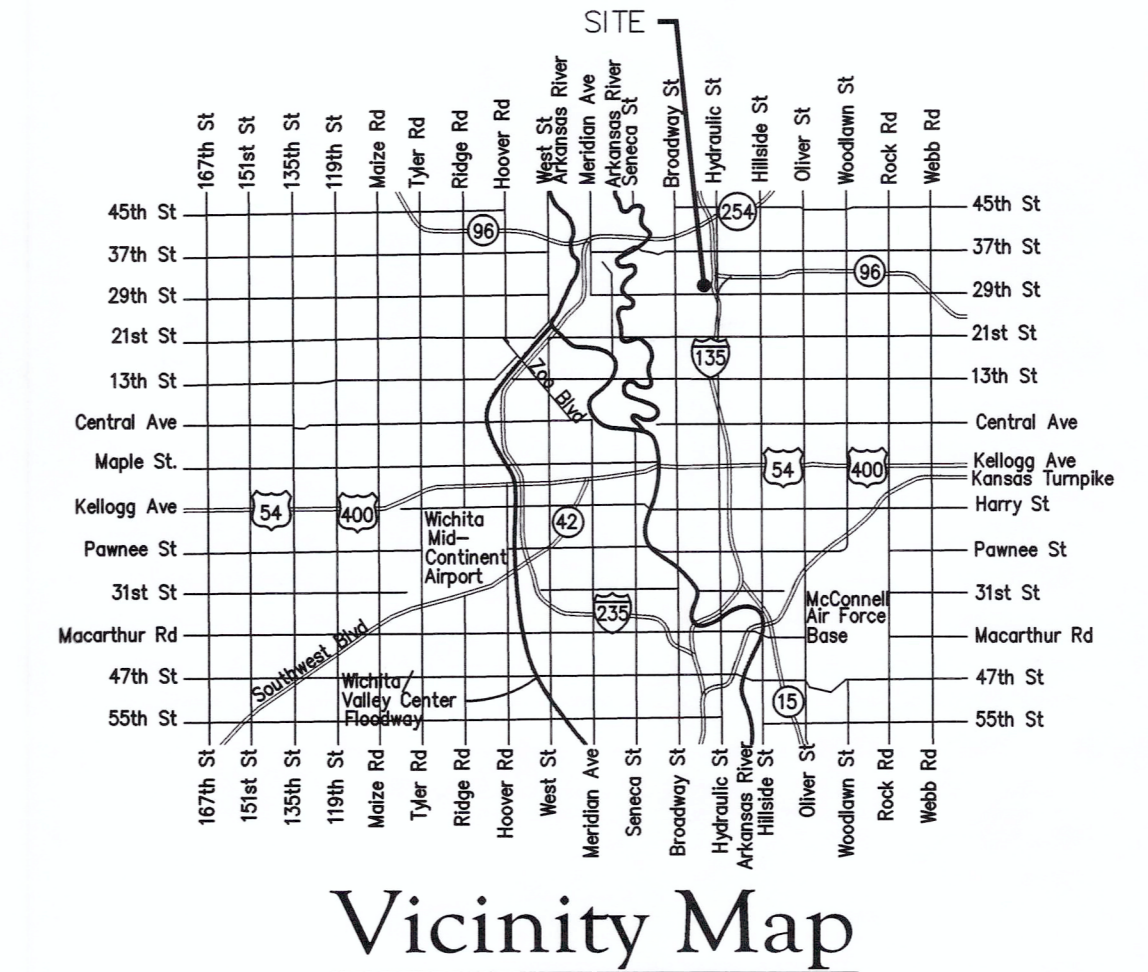 SITE
167th St
151st St
135th St
119th St
Maize Rd
Tyler Rd
Ridge Rd
Hoover Rd
West St
Arkansas River
Meridian Ave
Arkansas River
Seneca St
Broadway St
Hydraulic St
Hillside St
Oliver St
Woodlawn St
Rock Rd
Webb Rd
45th St
37th St
29th St
21st St
13th St
Central Ave
Maple St.
Kellogg Ave
Pawnee St
31st St
Macarthur Rd
47th St
55th St
96
254
96
135
Zoo Blvd
54
400
54
400
42
Wichita
Mid-
Continent
Airport
235
McConnell
Air Force
Base
Southwest Blvd
Wichita/
Valley Center
Floodway
15
45th St
37th St
29th St
21st St
13th St
Central Ave
Kellogg Ave
Kansas Turnpike
Harry St
Pawnee St
31st St
Macarthur Rd
47th St
55th St
167th St
151st St
135th St
119th St
Maize Rd
Tyler Rd
Ridge Rd
Hoover Rd
West St
Meridian Ave
Seneca St
Broadway St
Hydraulic St
Arkansas River
Hillside St
Oliver St
Woodlawn St
Rock Rd
Webb Rd
Vicinity Map